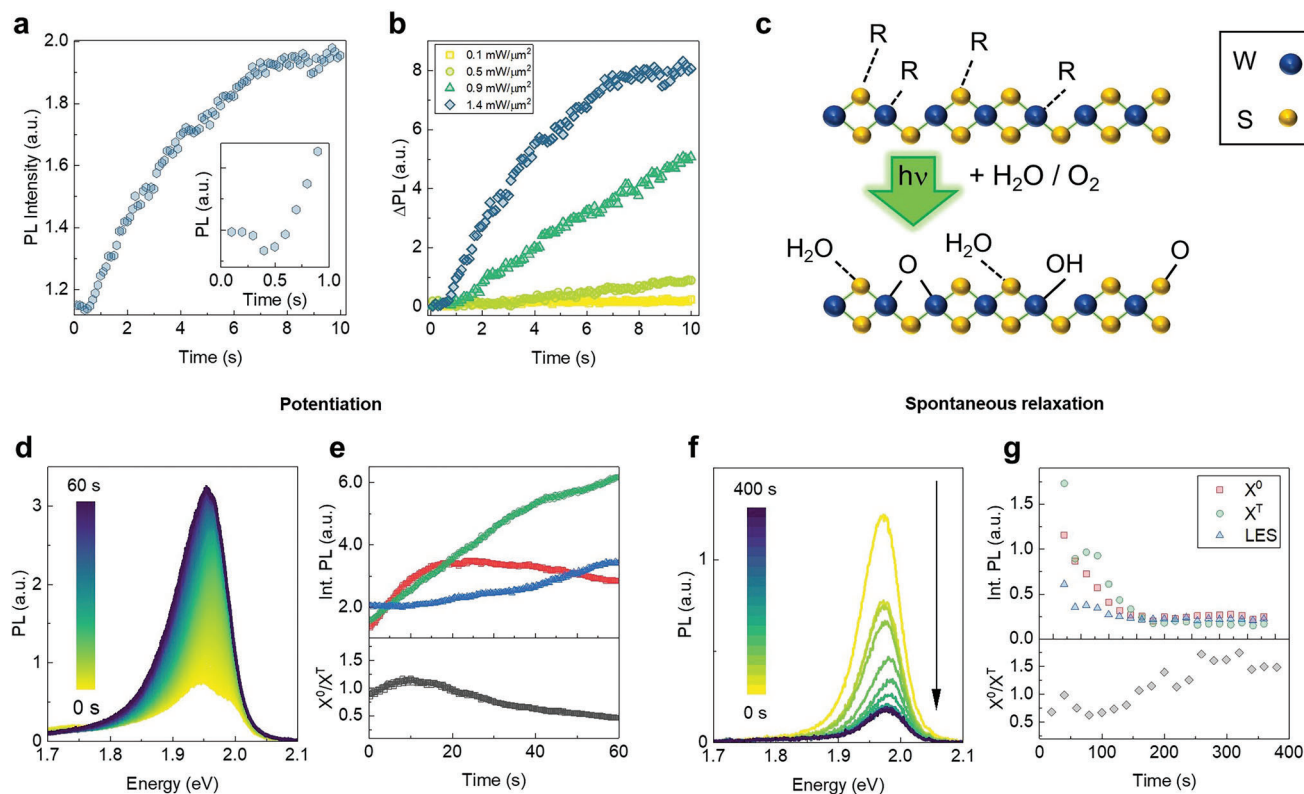 a
2.0
1.8
1.6
1.4
1.2
PL Intensity (a.u.)
0 2 4 6 8 10
Time (s)
PL (a.u.)
0.0 0.5 1.0
Time (s)
b
8
6
4
2
0
ΔPL (a.u.)
0.1 mW/μm²
0.5 mW/μm²
0.9 mW/μm²
1.4 mW/μm²
0 2 4 6 8 10
Time (s)
c
R R R R
W
S
hν + H₂O / O₂
H₂O O H₂O OH O
Potentiation
Spontaneous relaxation
d
3
2
1
0
PL (a.u.)
60 s
0 s
1.7 1.8 1.9 2.0 2.1
Energy (eV)
e
6.0
4.0
2.0
Int. PL (a.u.)
1.5
1.0
0.5
X⁰/Xᵀ
0 20 40 60
Time (s)
f
1
0
PL (a.u.)
400 s
0 s
1.7 1.8 1.9 2.0 2.1
Energy (eV)
g
1.5
1.0
0.5
0.0
Int. PL (a.u.)
X⁰
Xᵀ
LES
1.5
1.0
0.5
X⁰/Xᵀ
0 100 200 300 400
Time (s)